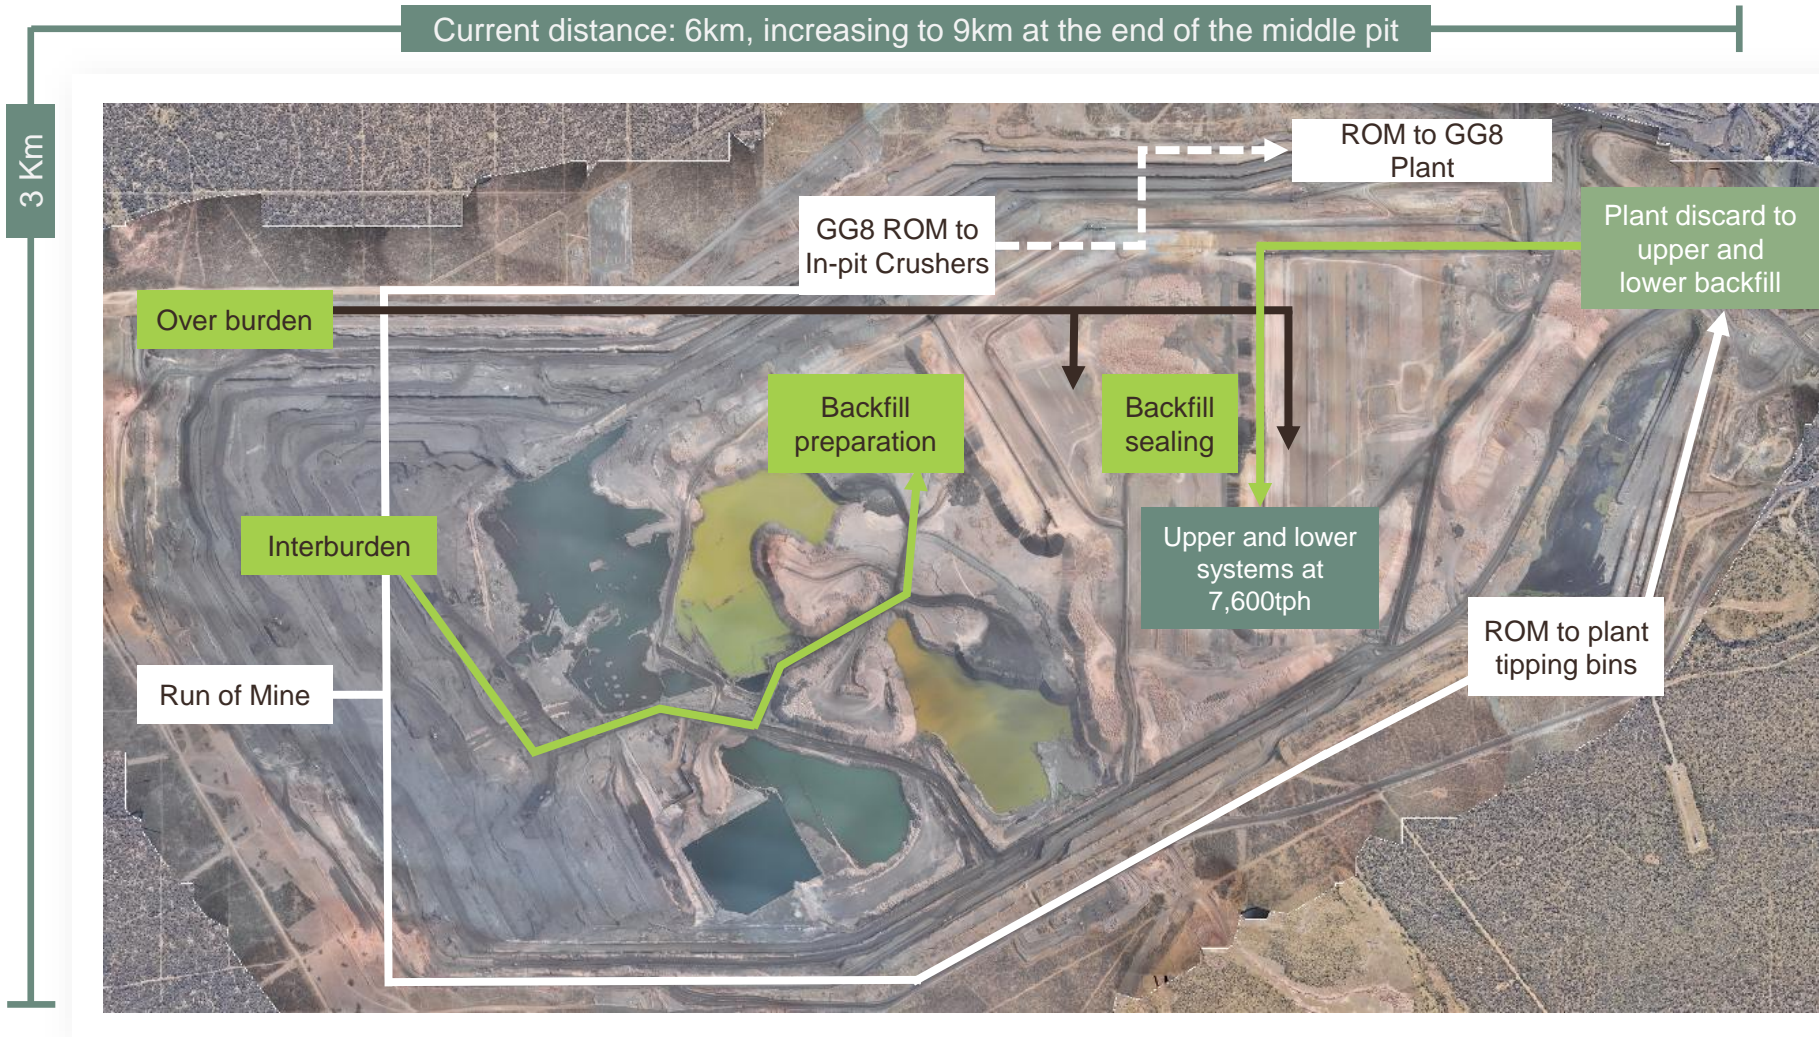 Current distance: 6km, increasing to 9km at the end of the middle pit
3 Km
ROM to GG8
Plant
GG8 ROM to
In-pit Crushers
Plant discard to
upper and
lower backfill
Over burden
Backfill
preparation
Backfill
sealing
Interburden
Upper and lower
systems at
7,600tph
ROM to plant
tipping bins
Run of Mine